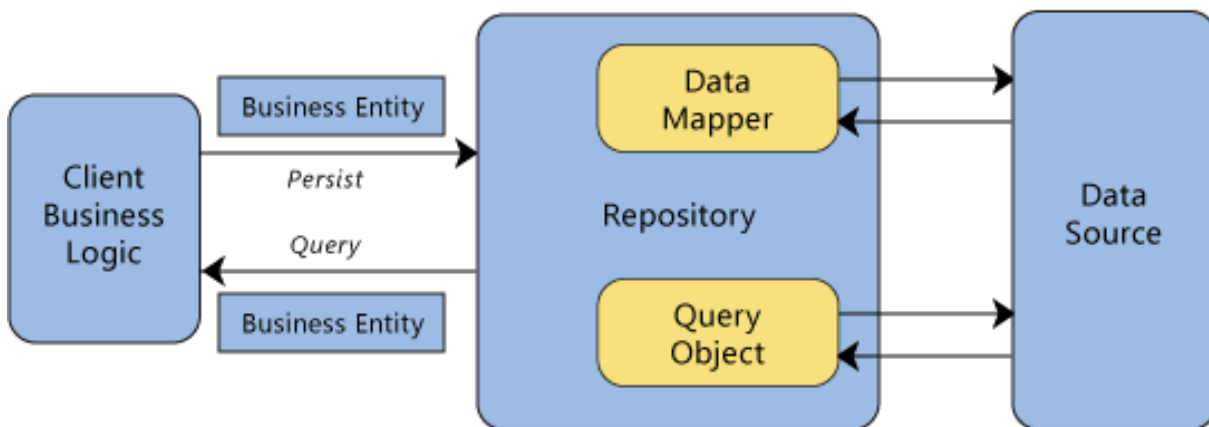 Client
Business
Logic
Business Entity
Persist
Query
Business Entity
Data
Mapper
Repository
Query
Object
Data
Source